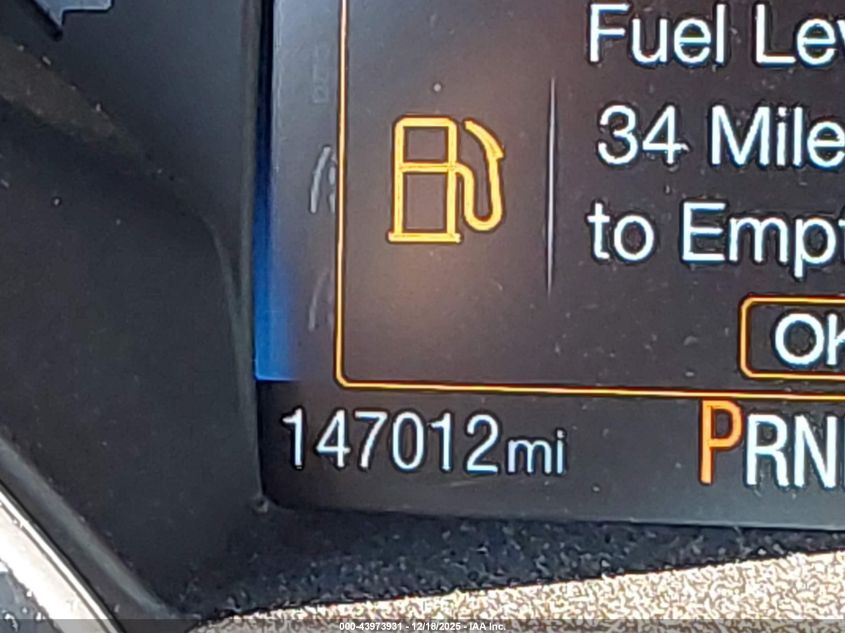 Fuel Lev
34 Mile
to Empt
OK
147012mi
PRN
000-43973931 - 12/18/2025 - IAA Inc.